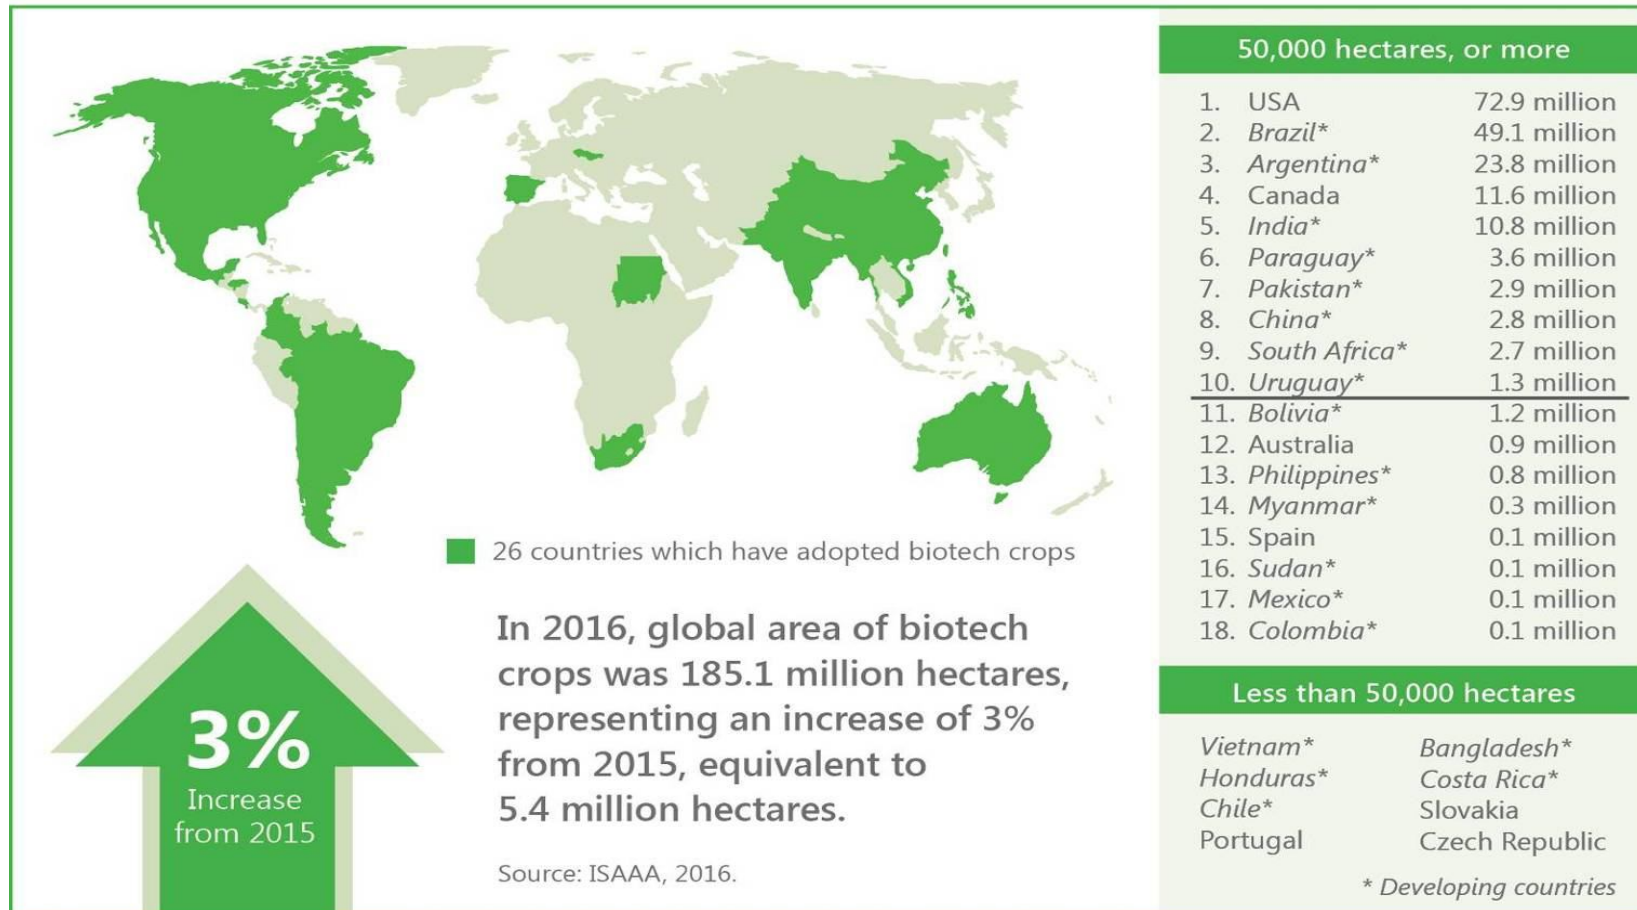 26 countries which have adopted biotech crops
3%
Increase
from 2015
In 2016, global area of biotech
crops was 185.1 million hectares,
representing an increase of 3%
from 2015, equivalent to
5.4 million hectares.
Source: ISAAA, 2016.
50,000 hectares, or more
1. USA 72.9 million
2. Brazil* 49.1 million
3. Argentina* 23.8 million
4. Canada 11.6 million
5. India* 10.8 million
6. Paraguay* 3.6 million
7. Pakistan* 2.9 million
8. China* 2.8 million
9. South Africa* 2.7 million
10. Uruguay* 1.3 million
11. Bolivia* 1.2 million
12. Australia 0.9 million
13. Philippines* 0.8 million
14. Myanmar* 0.3 million
15. Spain 0.1 million
16. Sudan* 0.1 million
17. Mexico* 0.1 million
18. Colombia* 0.1 million
Less than 50,000 hectares
Vietnam* Bangladesh*
Honduras* Costa Rica*
Chile* Slovakia
Portugal Czech Republic
* Developing countries